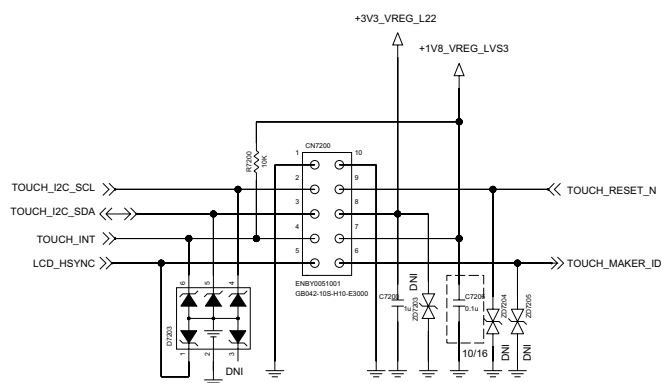 +3V3_VREG_L22
+1V8_VREG_LVS3
R7200
10K
CN7200
1
10
2
9
3
8
4
7
5
6
TOUCH_I2C_SCL
TOUCH_I2C_SDA
TOUCH_INT
LCD_HSYNC
TOUCH_RESET_N
TOUCH_MAKER_ID
ENBY0051001
GB042-10S-H10-E3000
6
5
4
D7203
1
2
3
DNI
1u
DNI
ZD7203
0.1u
10/16
ZD7204
DNI
ZD7205
DNI